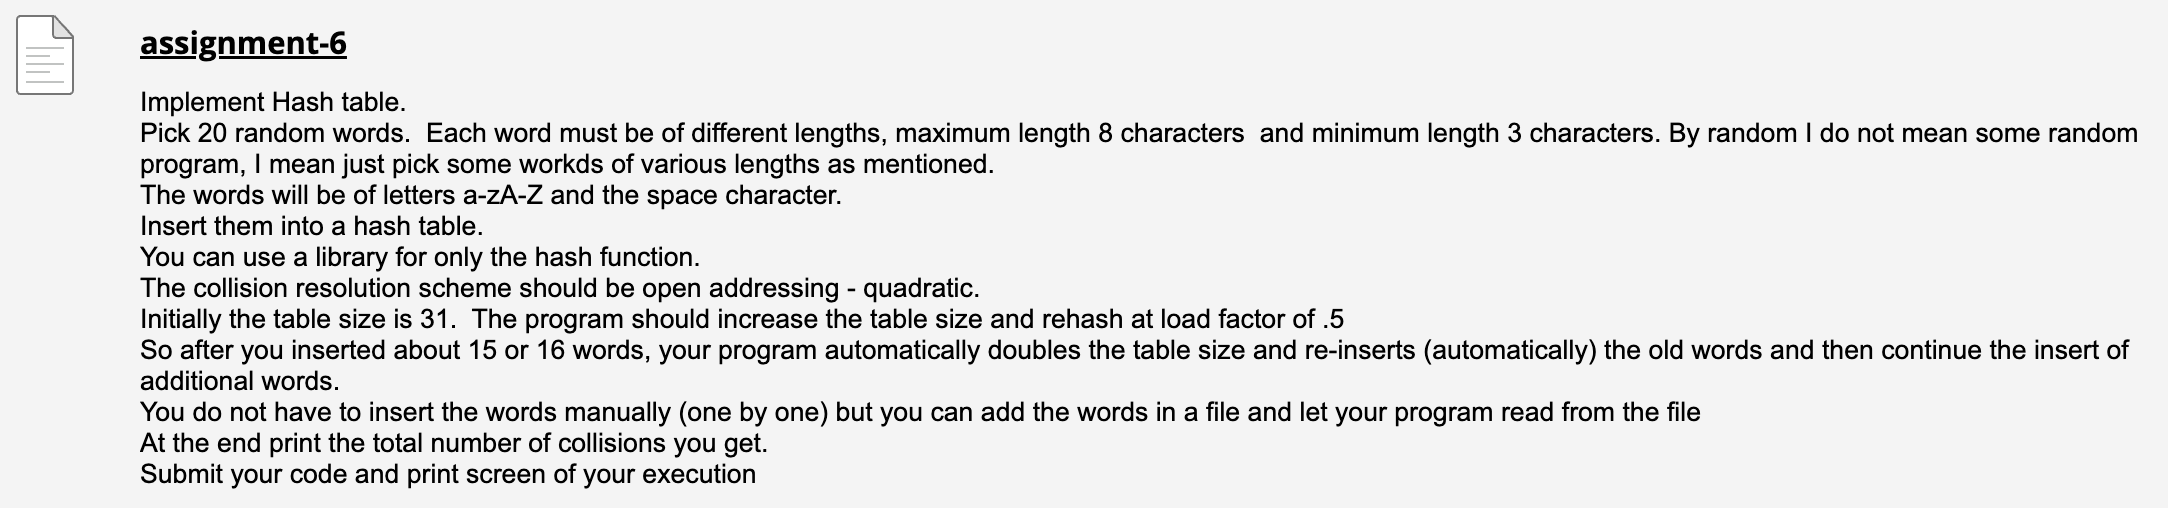 assignment-6
Implement Hash table.
Pick 20 random words.  Each word must be of different lengths, maximum length 8 characters  and minimum length 3 characters. By random I do not mean some random
program, I mean just pick some workds of various lengths as mentioned.
The words will be of letters a-zA-Z and the space character.
Insert them into a hash table.
You can use a library for only the hash function.
The collision resolution scheme should be open addressing - quadratic.
Initially the table size is 31.  The program should increase the table size and rehash at load factor of .5
So after you inserted about 15 or 16 words, your program automatically doubles the table size and re-inserts (automatically) the old words and then continue the insert of
additional words.
You do not have to insert the words manually (one by one) but you can add the words in a file and let your program read from the file
At the end print the total number of collisions you get.
Submit your code and print screen of your execution